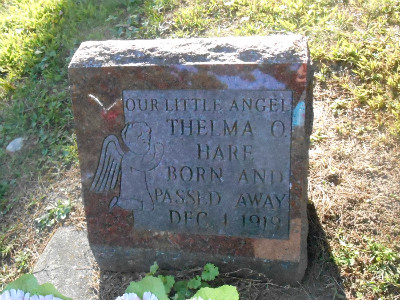 OUR LITTLE ANGEL
THELMA O
HARE
BORN AND
PASSED AWAY
DEC 1 1919